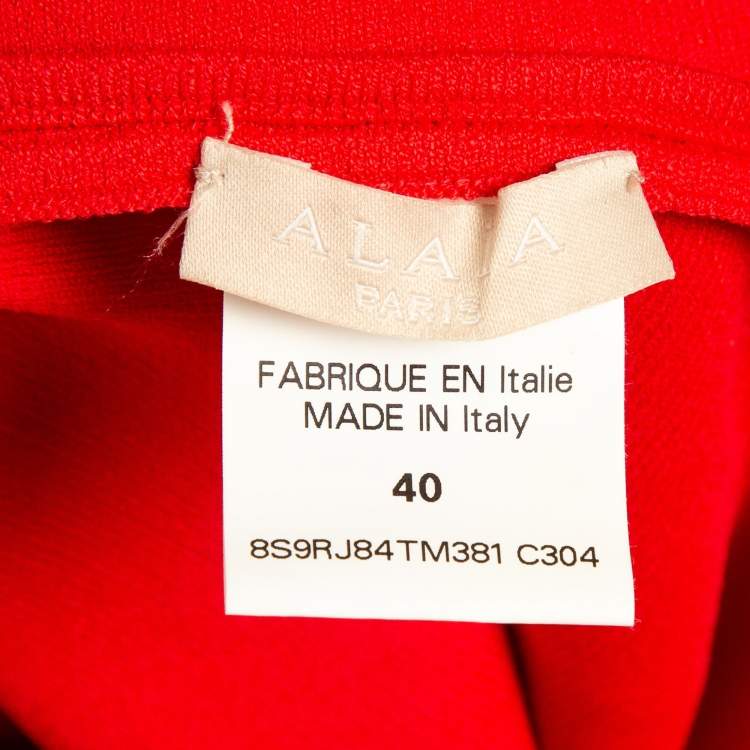 ALAÏA
PARIS
FABRIQUE EN Italie
MADE IN Italy
40
8S9RJ84TM381 C304